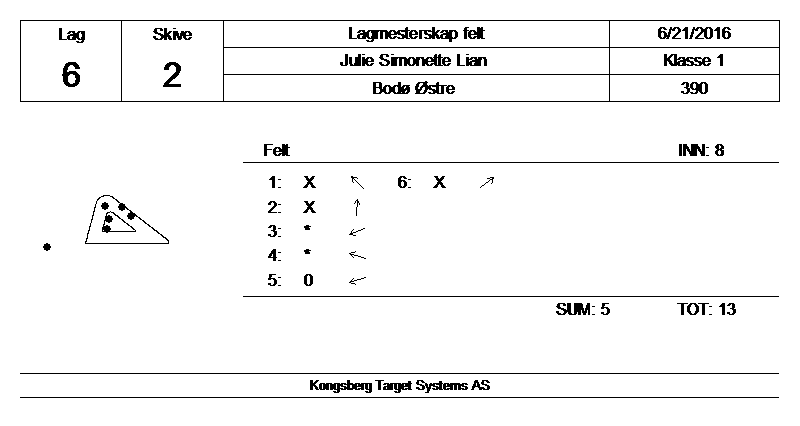 Lag Skive Lagmesterskap felt 6/21/2016
6 2 Julie Simonette Lian Klasse 1
Bodø Østre 390
Felt INN: 8
1: X ↖ 6: X ↗
2: X ↑
3: * ↙
4: * ↖
5: 0 ↙
SUM: 5 TOT: 13
Kongsberg Target Systems AS